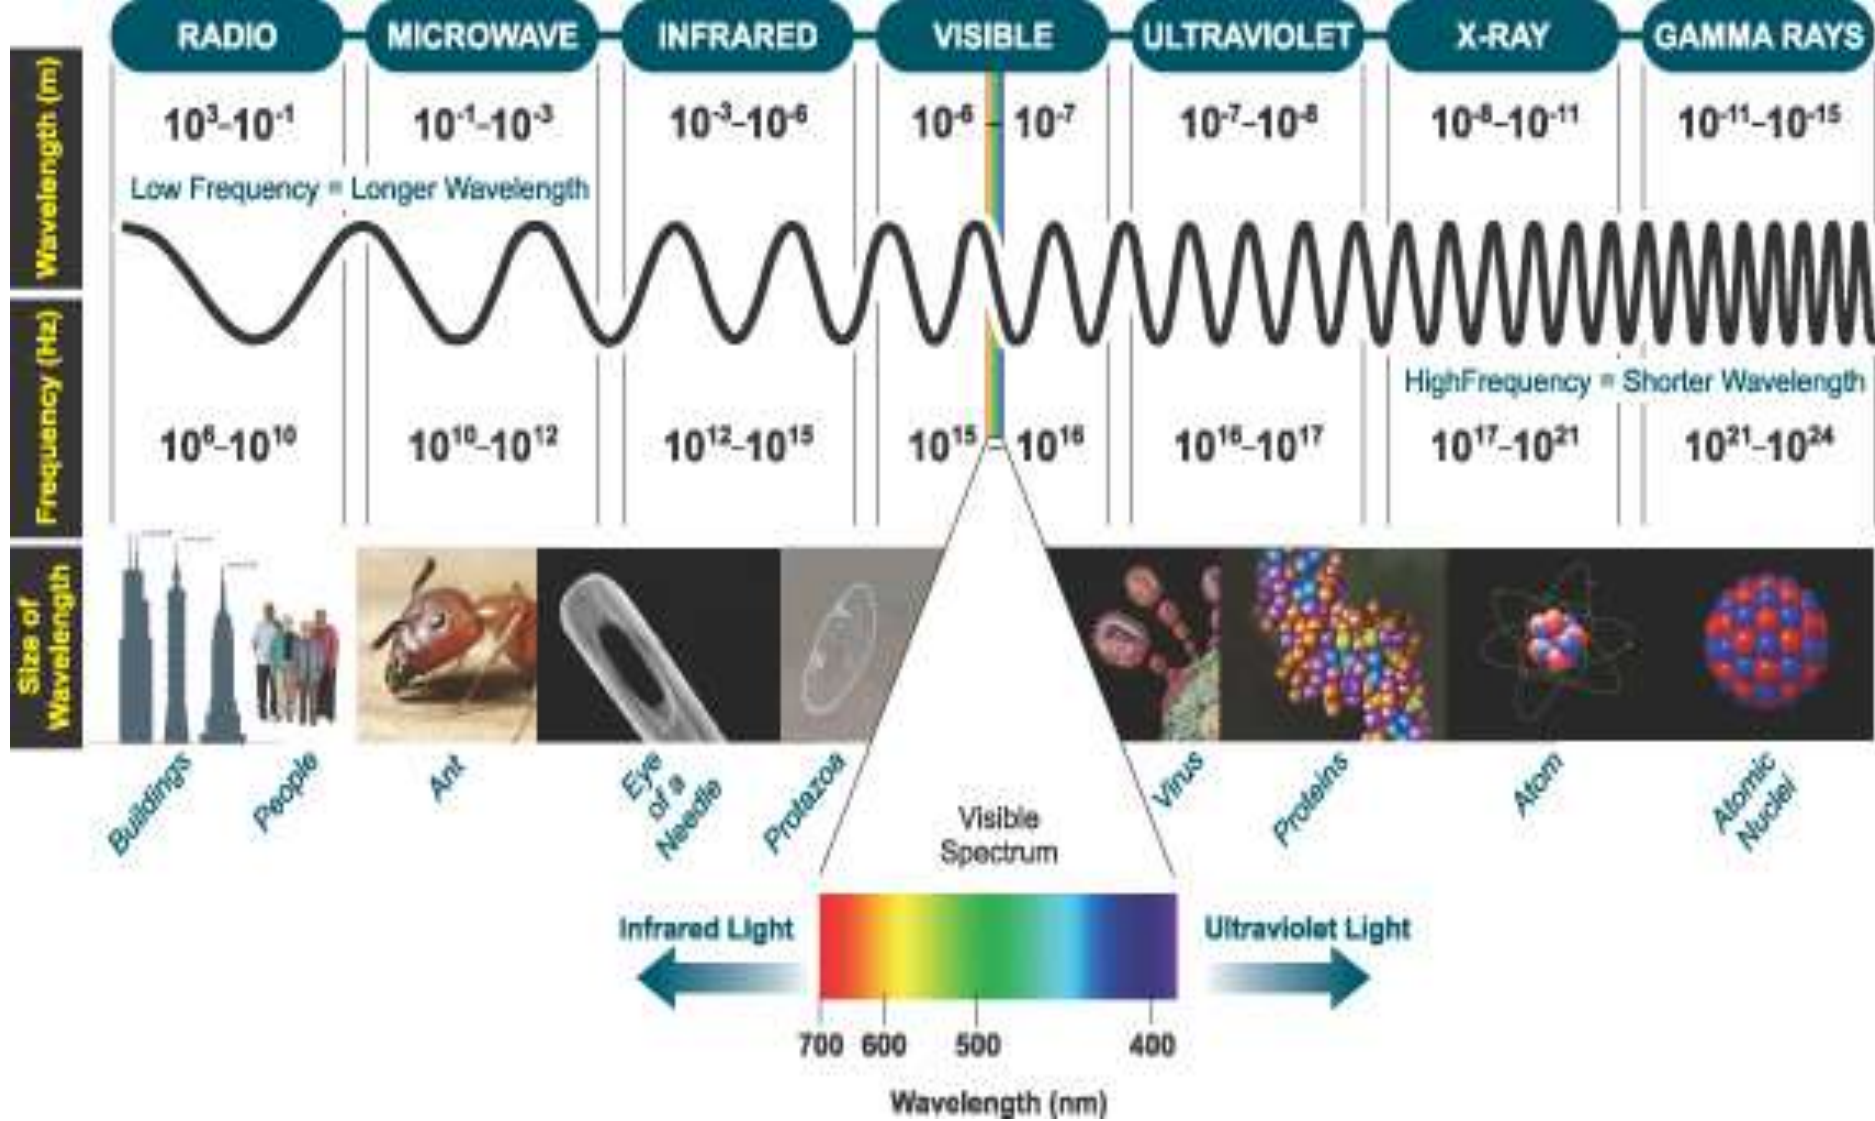 RADIO MICROWAVE INFRARED VISIBLE ULTRAVIOLET X-RAY GAMMA RAYS
Wavelength (m)
10³–10⁻¹ 10⁻¹–10⁻³ 10⁻³–10⁻⁶ 10⁻⁶ – 10⁻⁷ 10⁻⁷–10⁻⁸ 10⁻⁸–10⁻¹¹ 10⁻¹¹–10⁻¹⁵
Low Frequency = Longer Wavelength
HighFrequency = Shorter Wavelength
Frequency (Hz)
10⁶–10¹⁰ 10¹⁰–10¹² 10¹²–10¹⁵ 10¹⁵ – 10¹⁶ 10¹⁶–10¹⁷ 10¹⁷–10²¹ 10²¹–10²⁴
Size of
Wavelength
Buildings
People
Ant
Eye
of a
Needle
Protazoa
Virus
Proteins
Atom
Atomic
Nuclei
Visible
Spectrum
Infrared Light
Ultraviolet Light
700 600 500 400
Wavelength (nm)